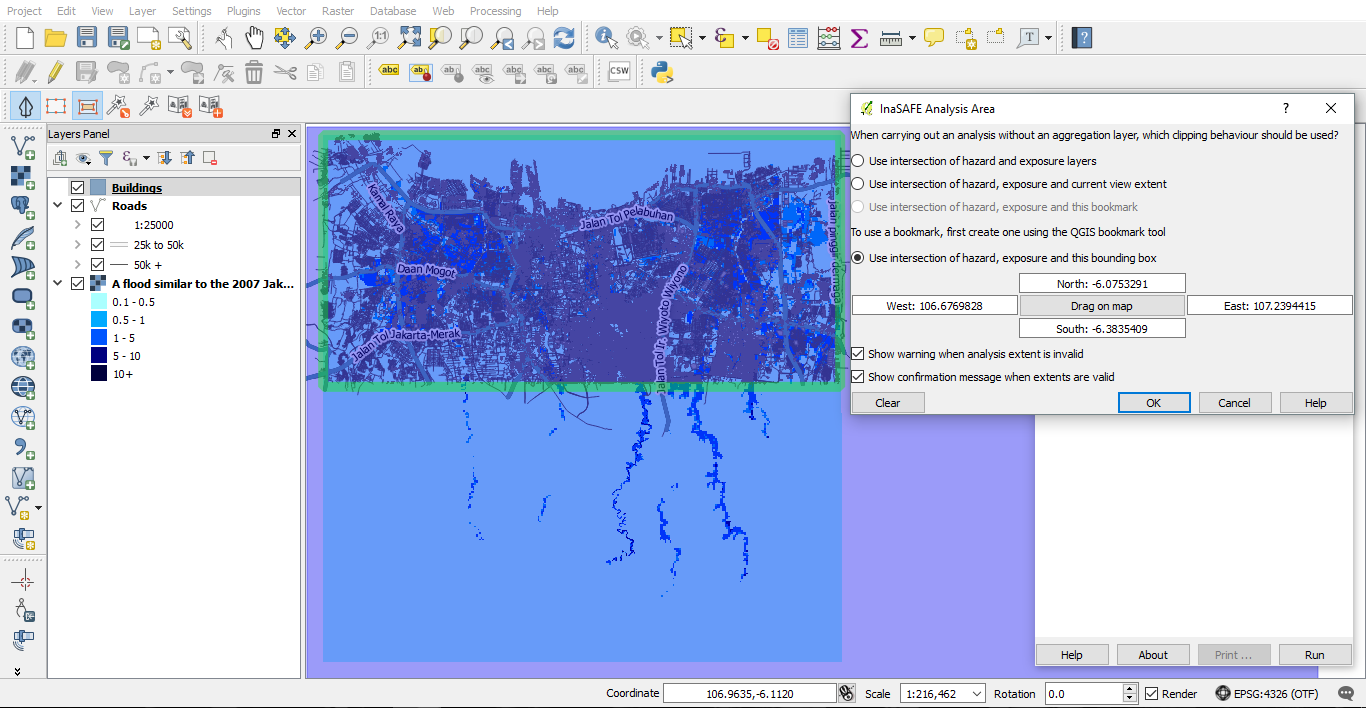 Project Edit View Layer Settings Plugins Vector Raster Database Web Processing Help
1:1
T
?
abc ab abc abc abc abc abc CSW
InaSAFE Analysis Area ?
Layers Panel
When carrying out an analysis without an aggregation layer, which clipping behaviour should be used?
Use intersection of hazard and exposure layers
Use intersection of hazard, exposure and current view extent
Use intersection of hazard, exposure and this bookmark
To use a bookmark, first create one using the QGIS bookmark tool
Use intersection of hazard, exposure and this bounding box
North: -6.0753291
West: 106.6769828 Drag on map East: 107.2394415
South: -6.3835409
Show warning when analysis extent is invalid
Show confirmation message when extents are valid
Clear OK Cancel Help
Buildings
Roads
1:25000
25k to 50k
50k +
A flood similar to the 2007 Jak...
0.1 - 0.5
0.5 - 1
1 - 5
5 - 10
10+
Kamal Raya
Jalan Tol Pelabuhan
Daan Mogot
Jalan Tol Jakarta-Merak
Jalan Tol Ir. Wiyoto Wiyono
Help About Print ... Run
Coordinate 106.9635,-6.1120 Scale 1:216,462 Rotation 0.0 Render EPSG:4326 (OTF)